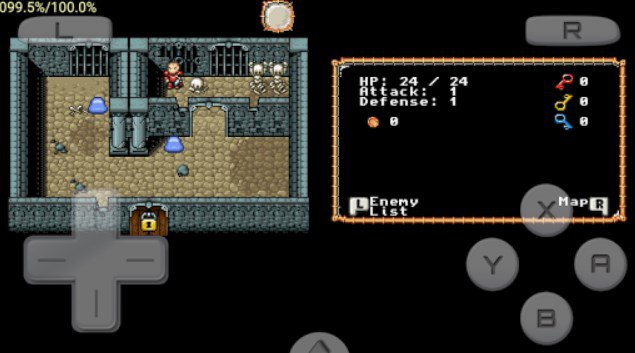 099.5%/100.0%
L
R
HP: 24 / 24
0
Attack: 1
0
Defense: 1
0
0
L Enemy List
Map R
X
Y
A
B